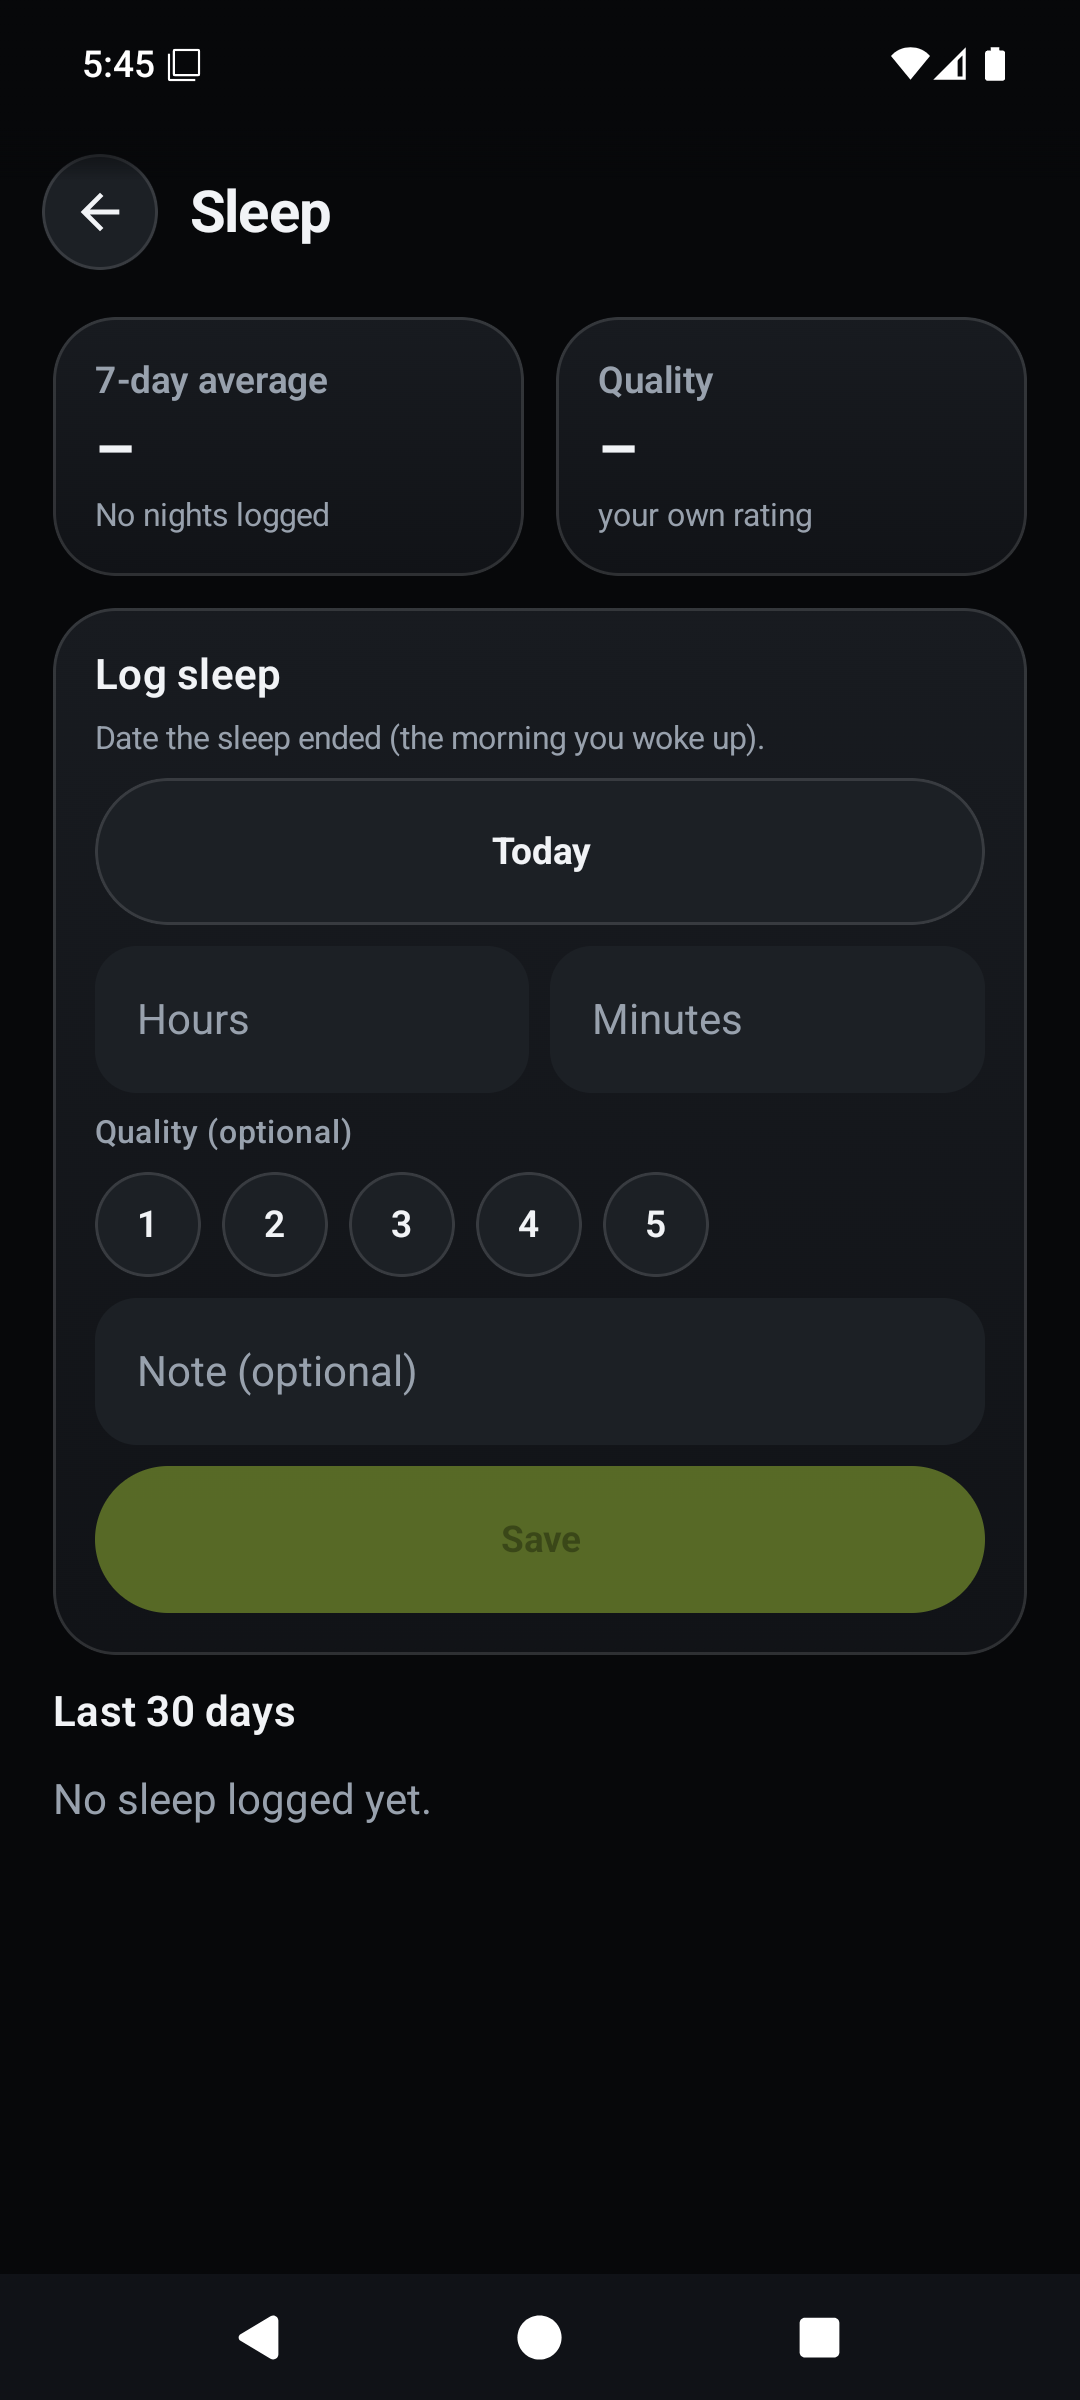 5:45
Sleep
7-day average
–
No nights logged
Quality
–
your own rating
Log sleep
Date the sleep ended (the morning you woke up).
Today
Hours
Minutes
Quality (optional)
1 2 3 4 5
Note (optional)
Save
Last 30 days
No sleep logged yet.